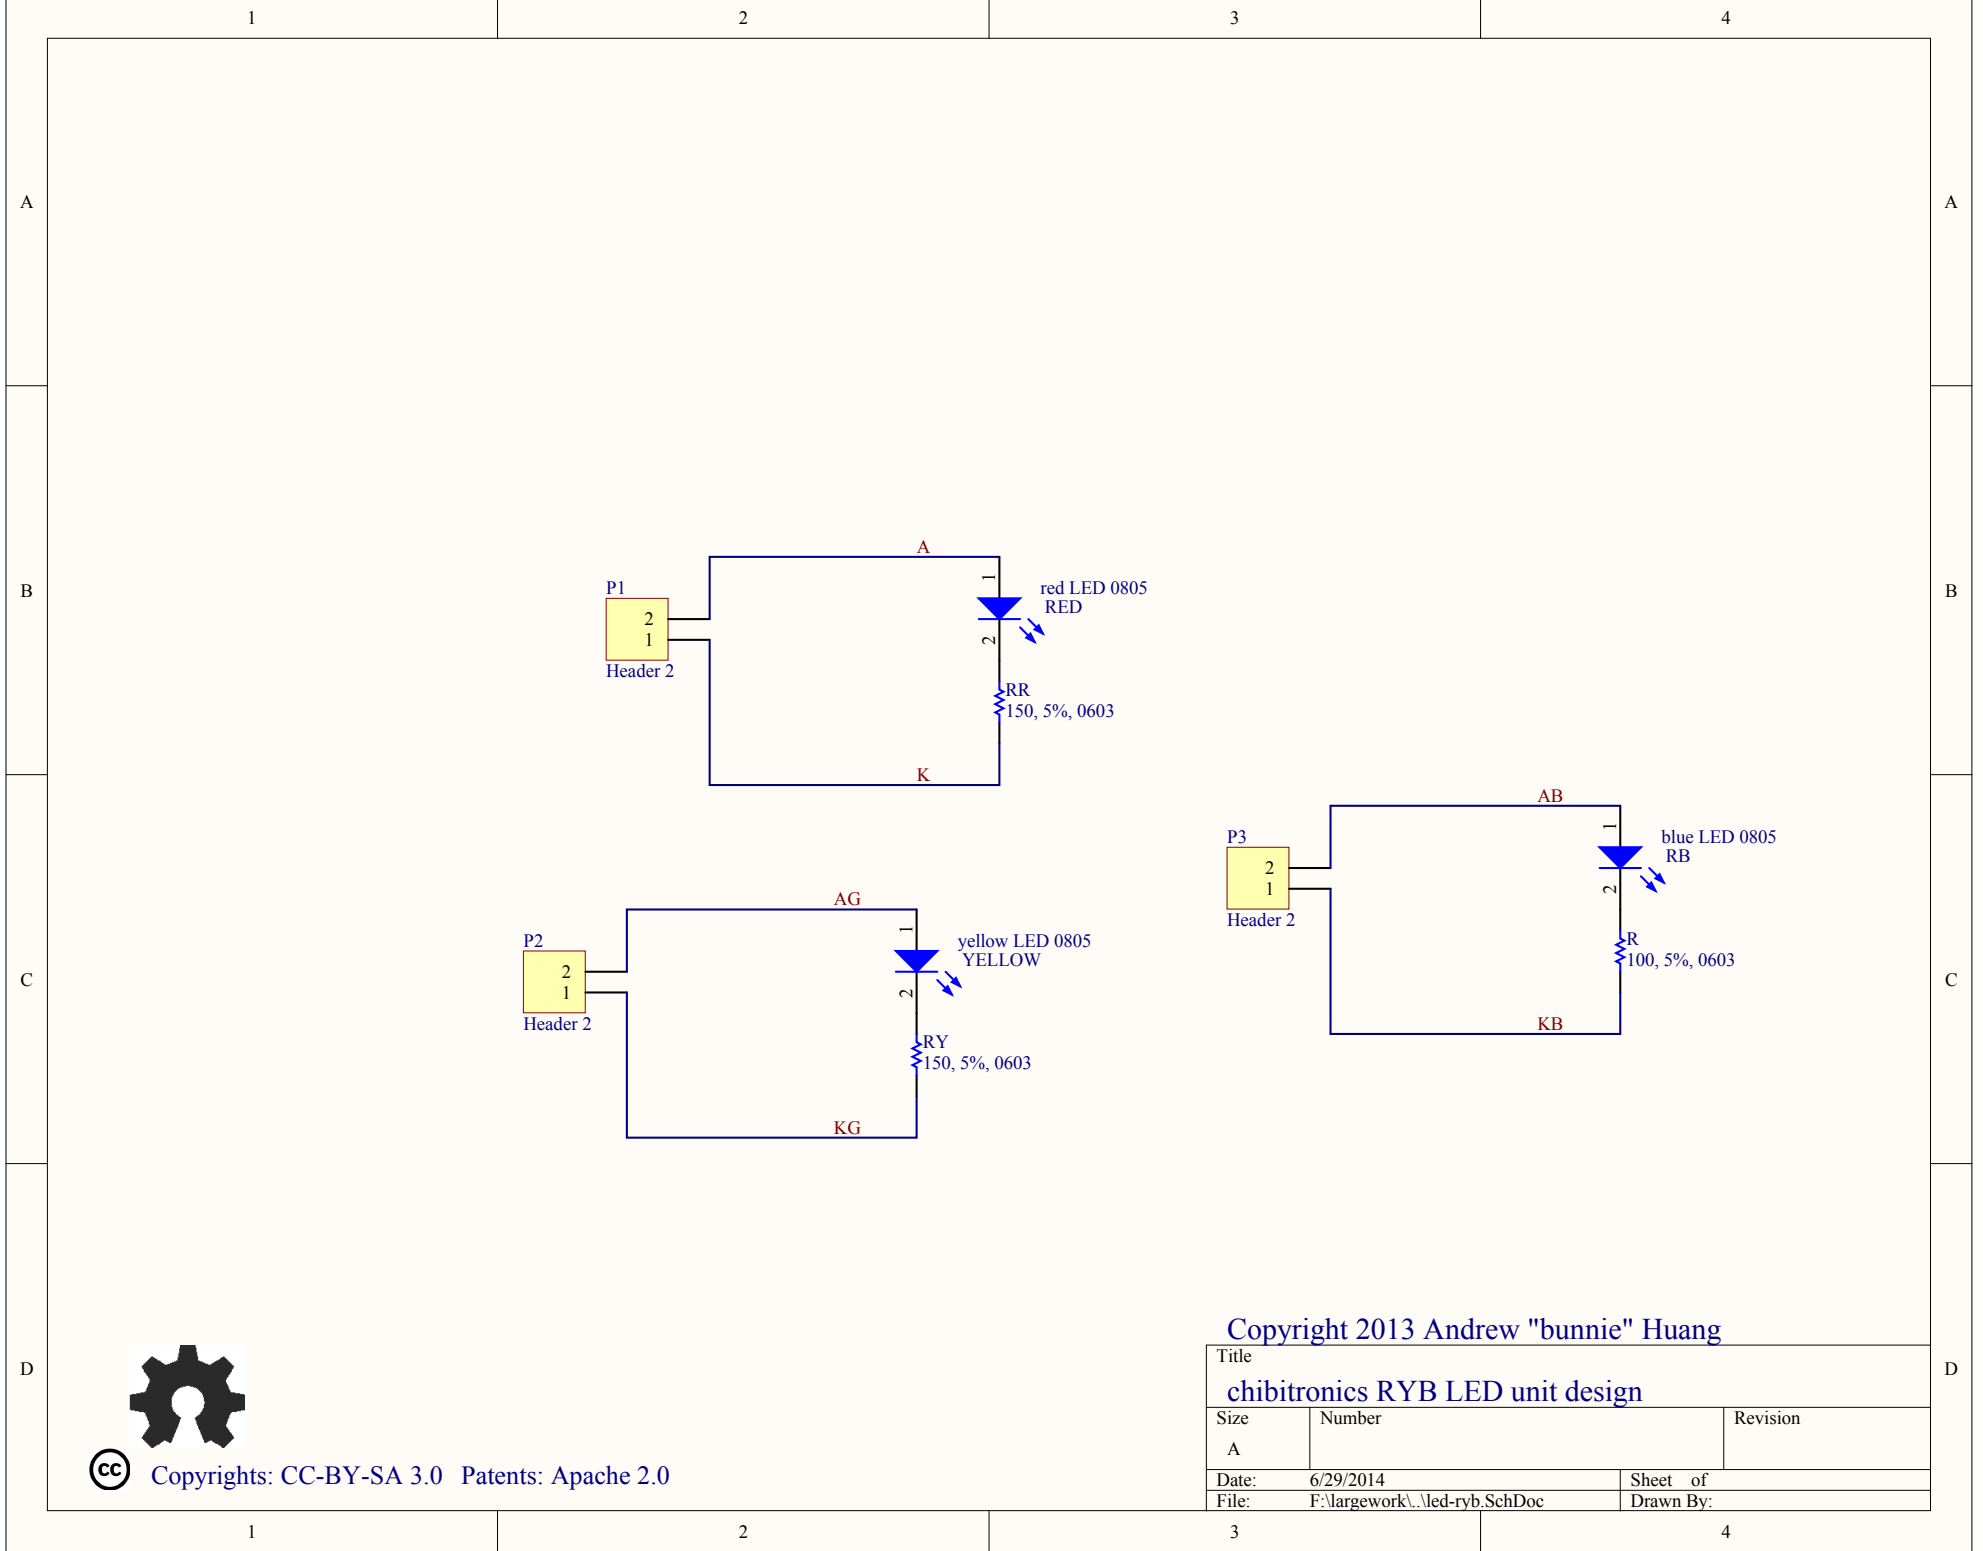 1 2 3 4
A A
B B
C C
D D
A
P1
2
1
Header 2
1
red LED 0805
RED
2
RR
150, 5%, 0603
K
AG
P2
2
1
Header 2
1
yellow LED 0805
YELLOW
2
RY
150, 5%, 0603
KG
AB
P3
2
1
Header 2
1
blue LED 0805
RB
2
R
100, 5%, 0603
KB
cc Copyrights: CC-BY-SA 3.0 Patents: Apache 2.0
Copyright 2013 Andrew "bunnie" Huang
Title
chibitronics RYB LED unit design
Size Number Revision
A
Date: 6/29/2014 Sheet of
File: F:\largework\..\led-ryb.SchDoc Drawn By:
1 2 3 4